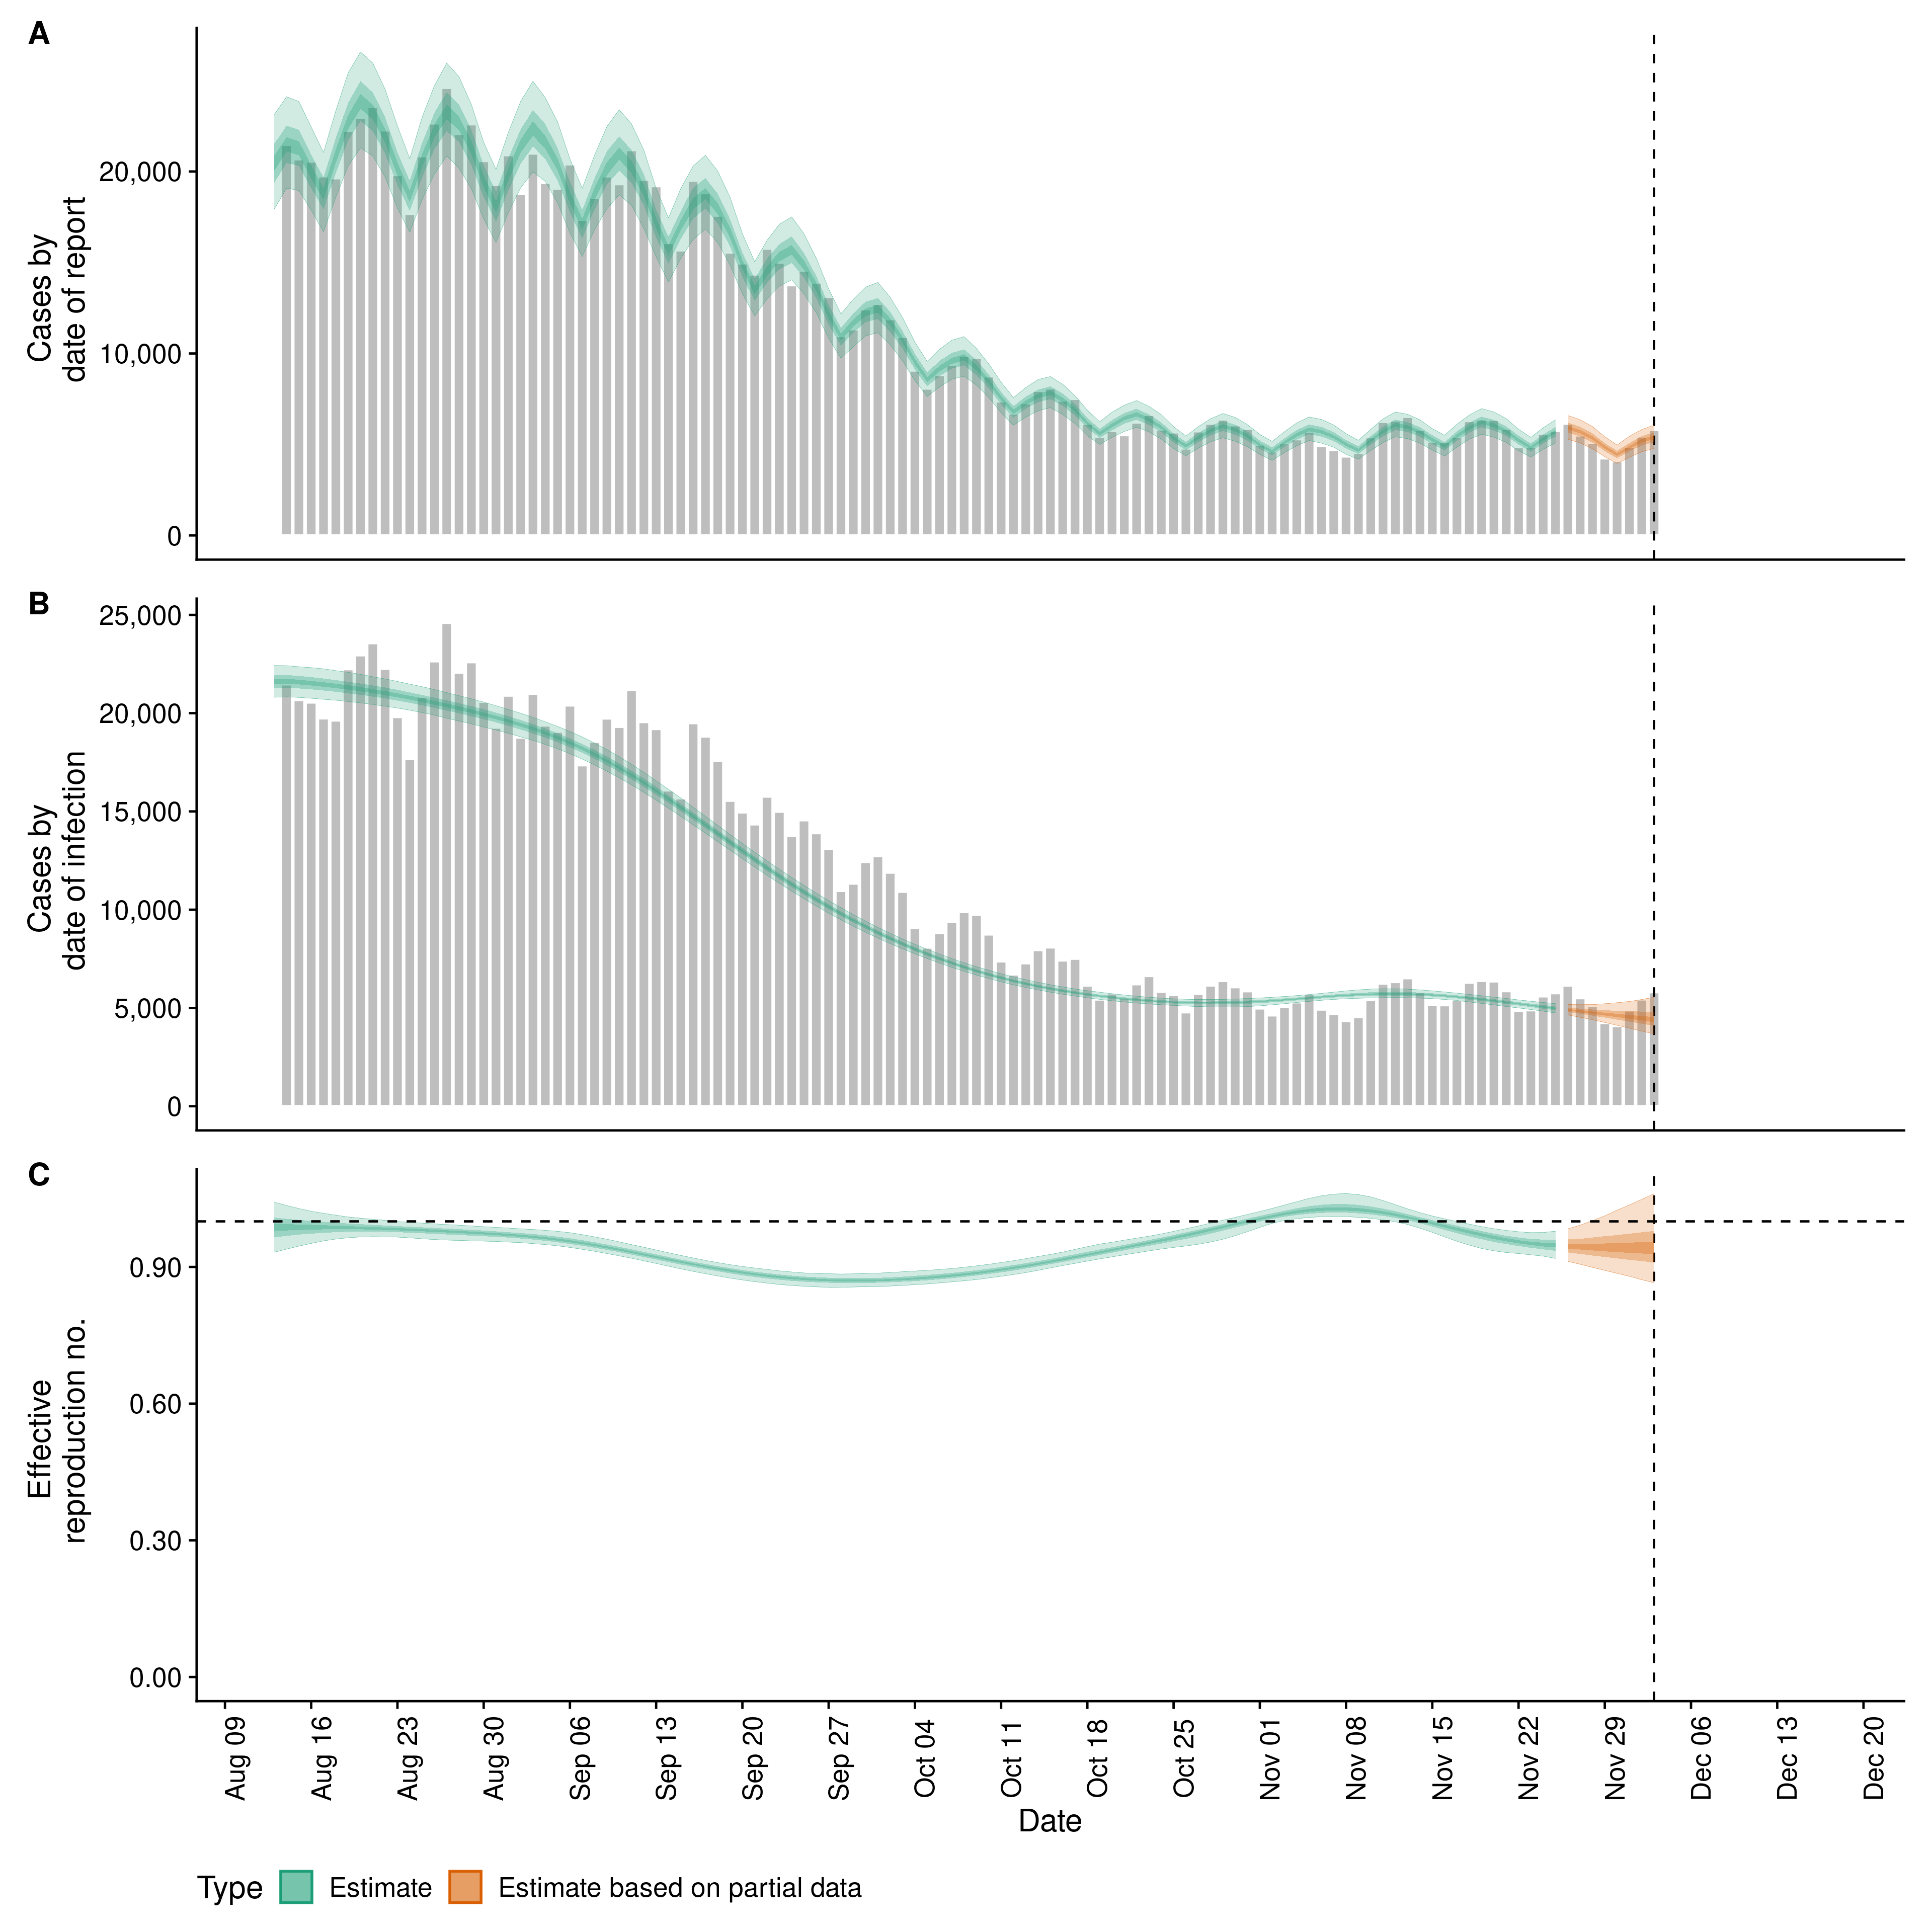 A
Cases by
date of report
20,000
10,000
0
B
Cases by
date of infection
25,000
20,000
15,000
10,000
5,000
0
C
Effective
reproduction no.
0.90
0.60
0.30
0.00
Aug 09
Aug 16
Aug 23
Aug 30
Sep 06
Sep 13
Sep 20
Sep 27
Oct 04
Oct 11
Oct 18
Oct 25
Nov 01
Nov 08
Nov 15
Nov 22
Nov 29
Dec 06
Dec 13
Dec 20
Date
Type Estimate Estimate based on partial data